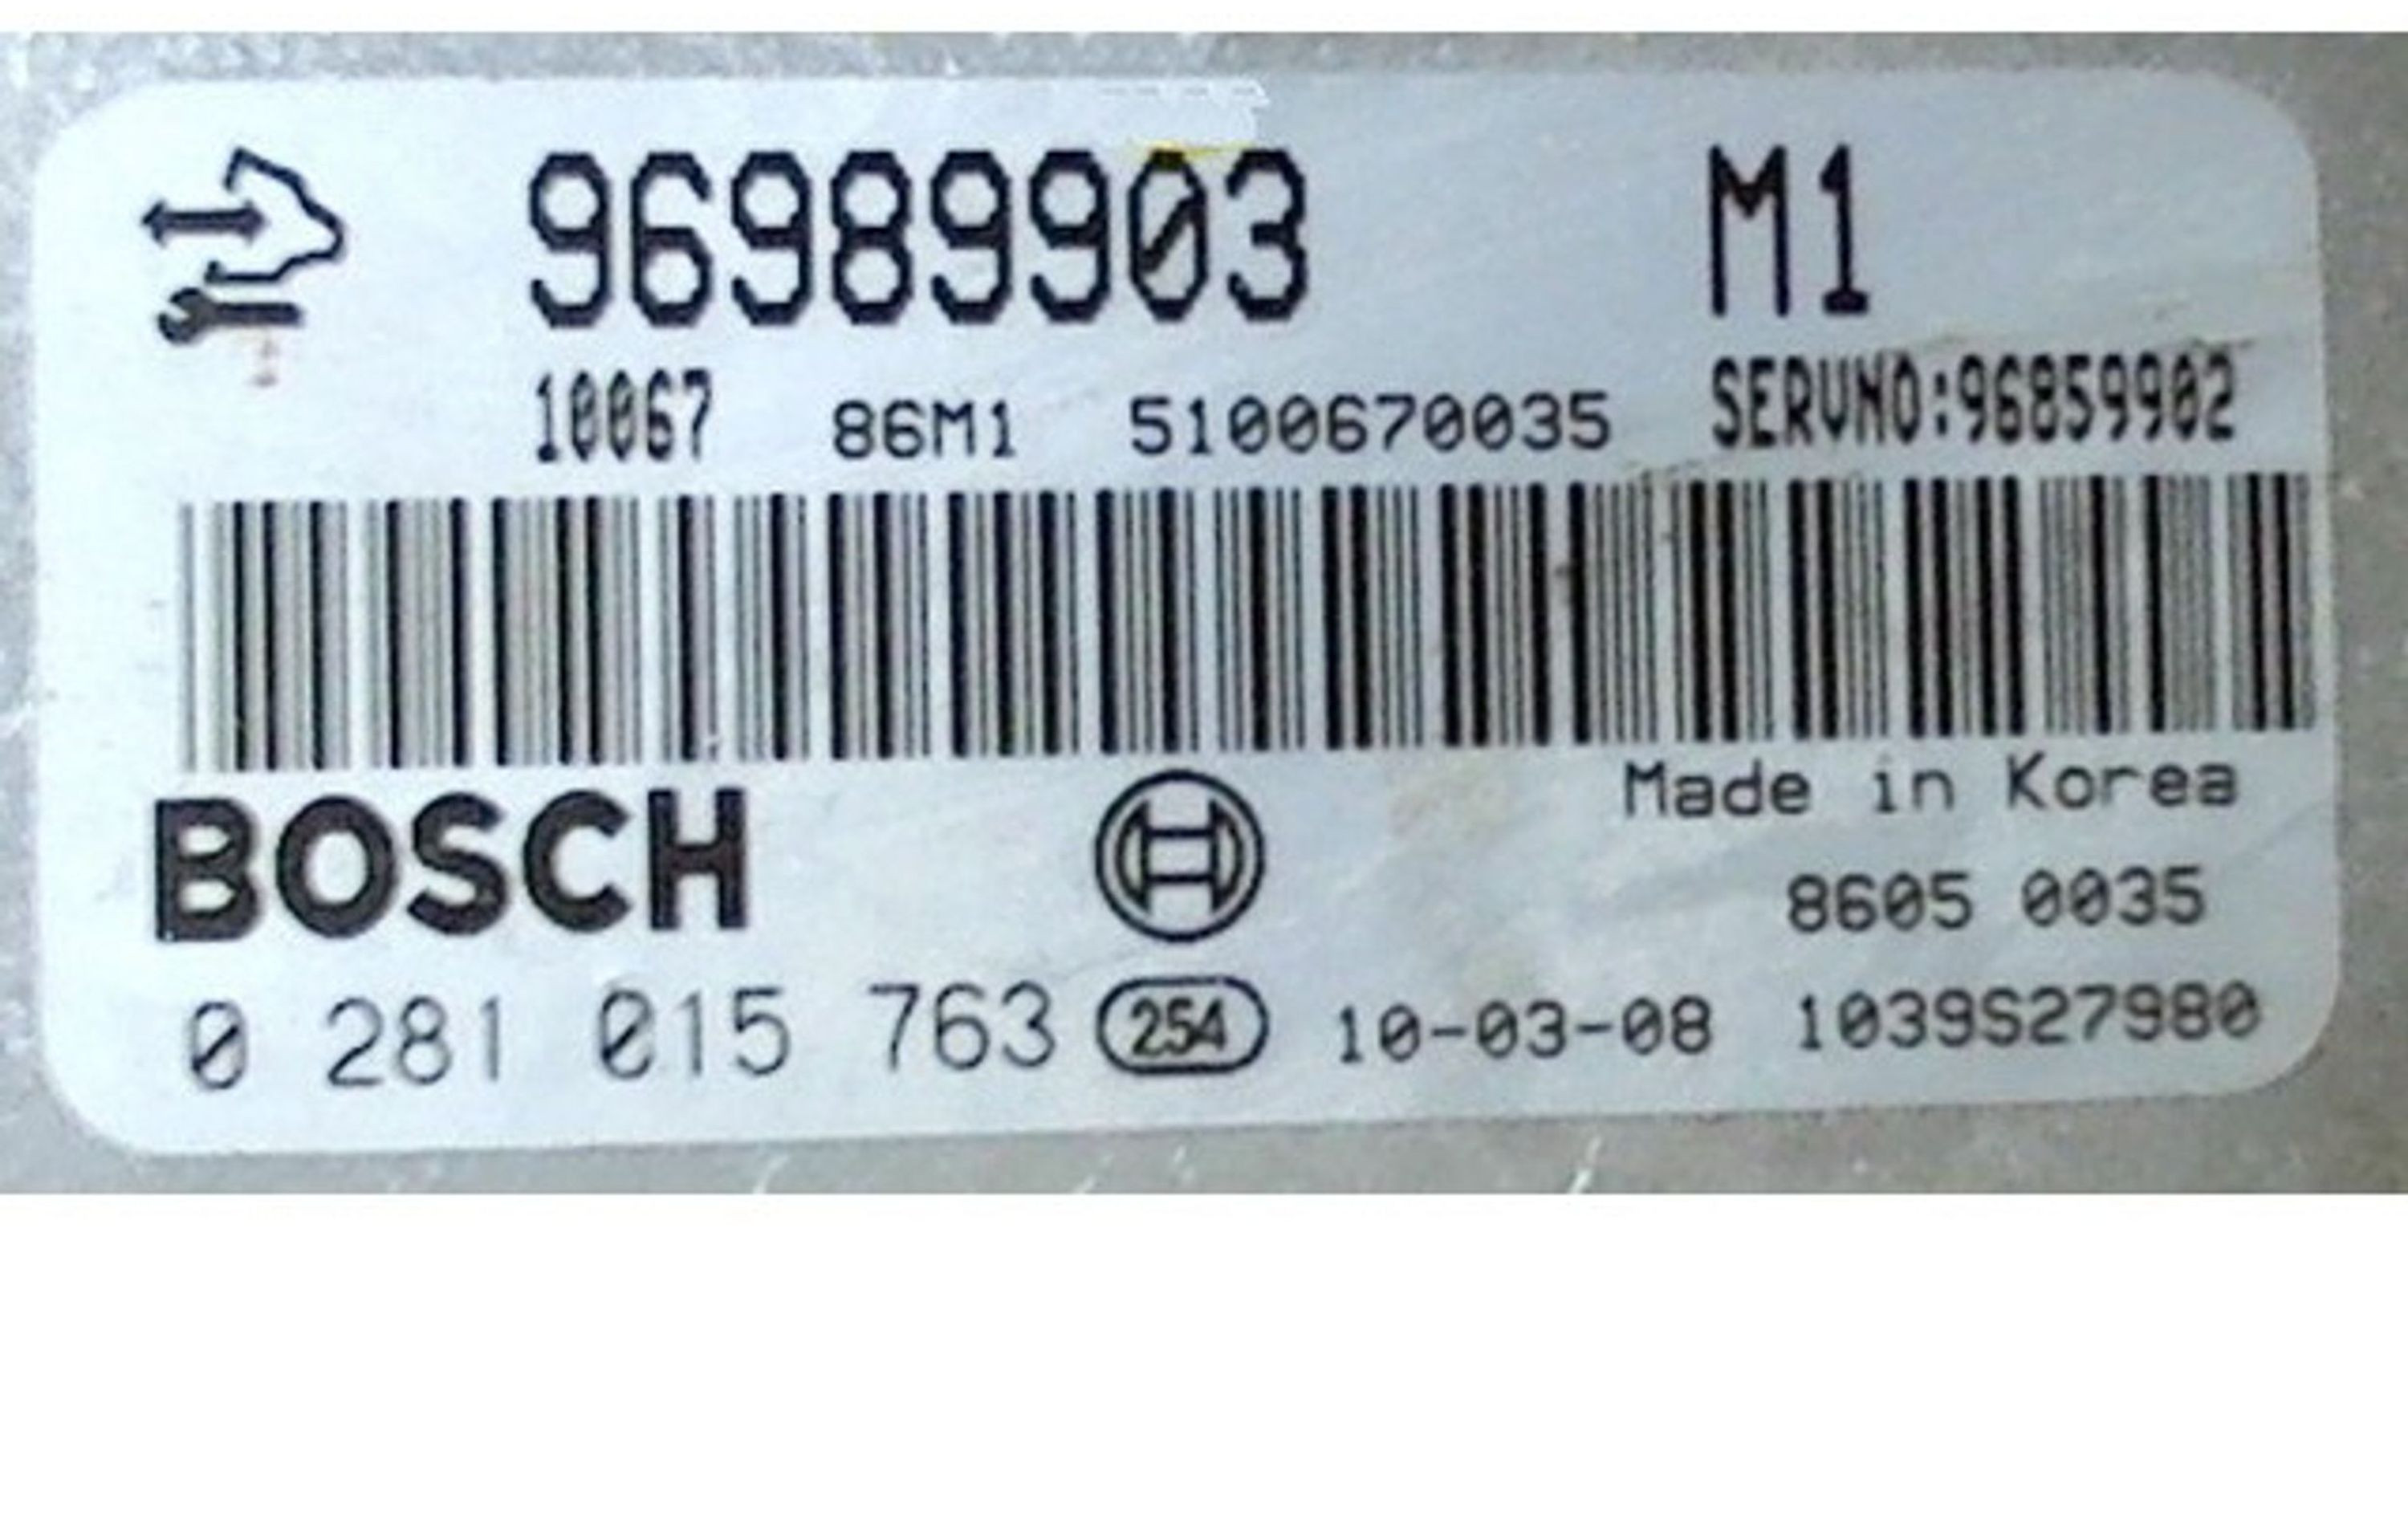 96989903 M1
10067 86M1 5100670035 SERVNO:96859902
BOSCH
Made in Korea
8605 0035
0 281 015 763 254 10-03-08 1039S27980